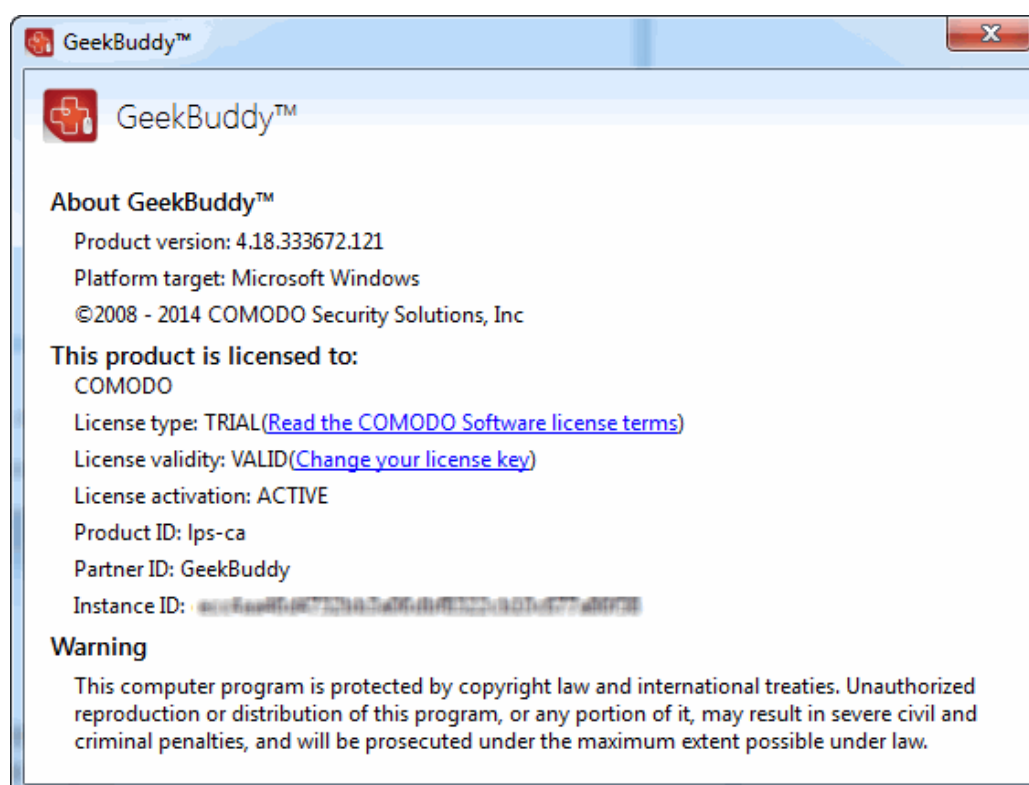 GeekBuddy™
GeekBuddy™
About GeekBuddy™
Product version: 4.18.333672.121
Platform target: Microsoft Windows
©2008 - 2014 COMODO Security Solutions, Inc
This product is licensed to:
COMODO
License type: TRIAL(Read the COMODO Software license terms)
License validity: VALID(Change your license key)
License activation: ACTIVE
Product ID: lps-ca
Partner ID: GeekBuddy
Instance ID:
Warning
This computer program is protected by copyright law and international treaties. Unauthorized
reproduction or distribution of this program, or any portion of it, may result in severe civil and
criminal penalties, and will be prosecuted under the maximum extent possible under law.